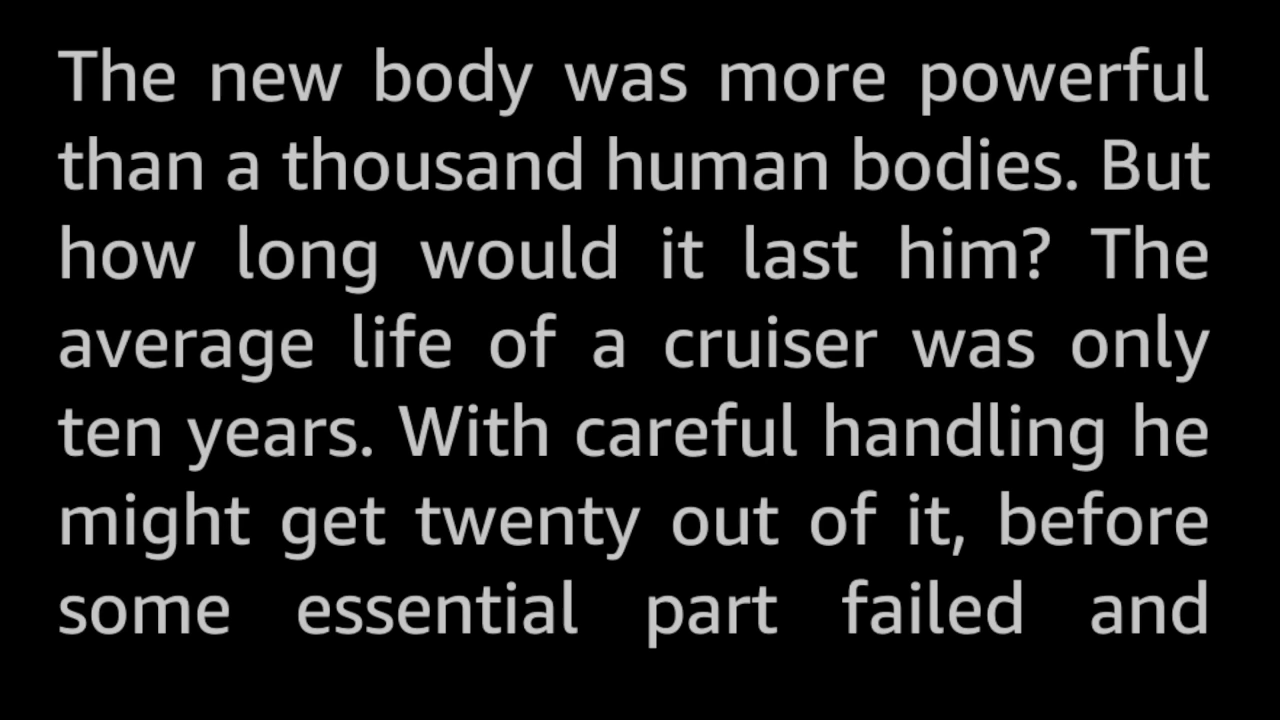 The new body was more powerful
than a thousand human bodies. But
how long would it last him? The
average life of a cruiser was only
ten years. With careful handling he
might get twenty out of it, before
some essential part failed and